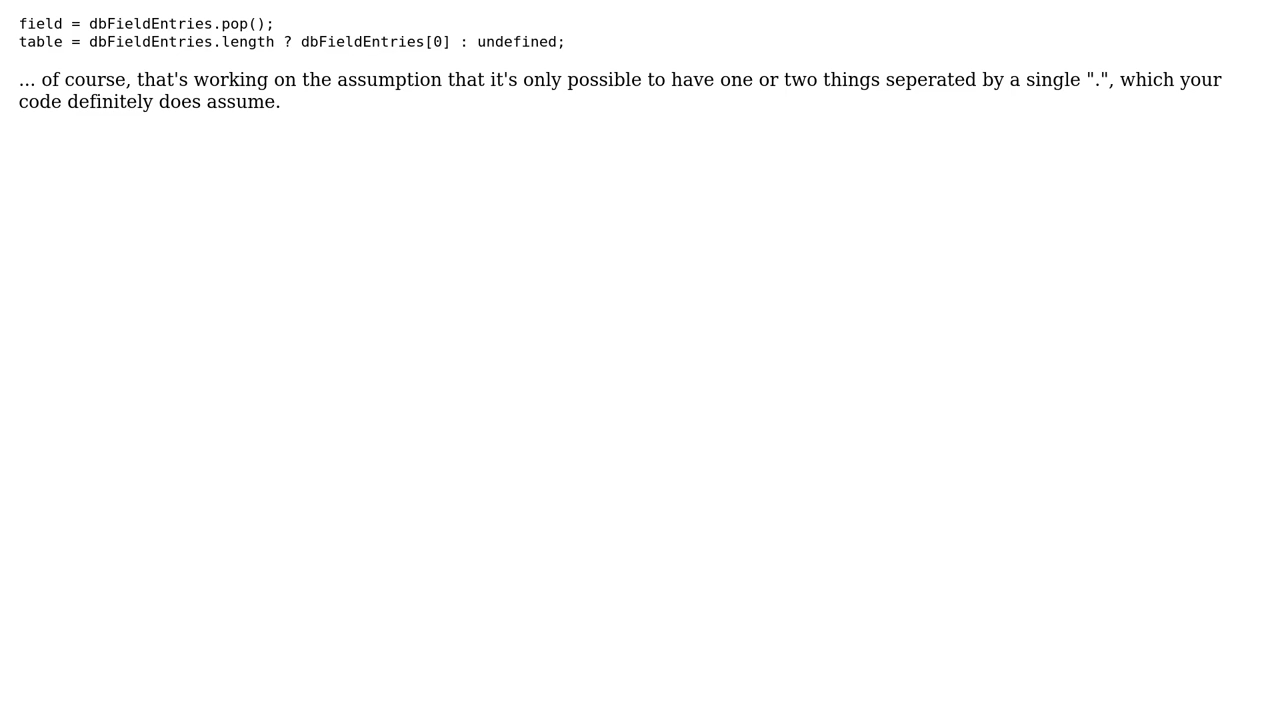 field = dbFieldEntries.pop();
table = dbFieldEntries.length ? dbFieldEntries[0] : undefined;
... of course, that's working on the assumption that it's only possible to have one or two things seperated by a single ".", which your
code definitely does assume.